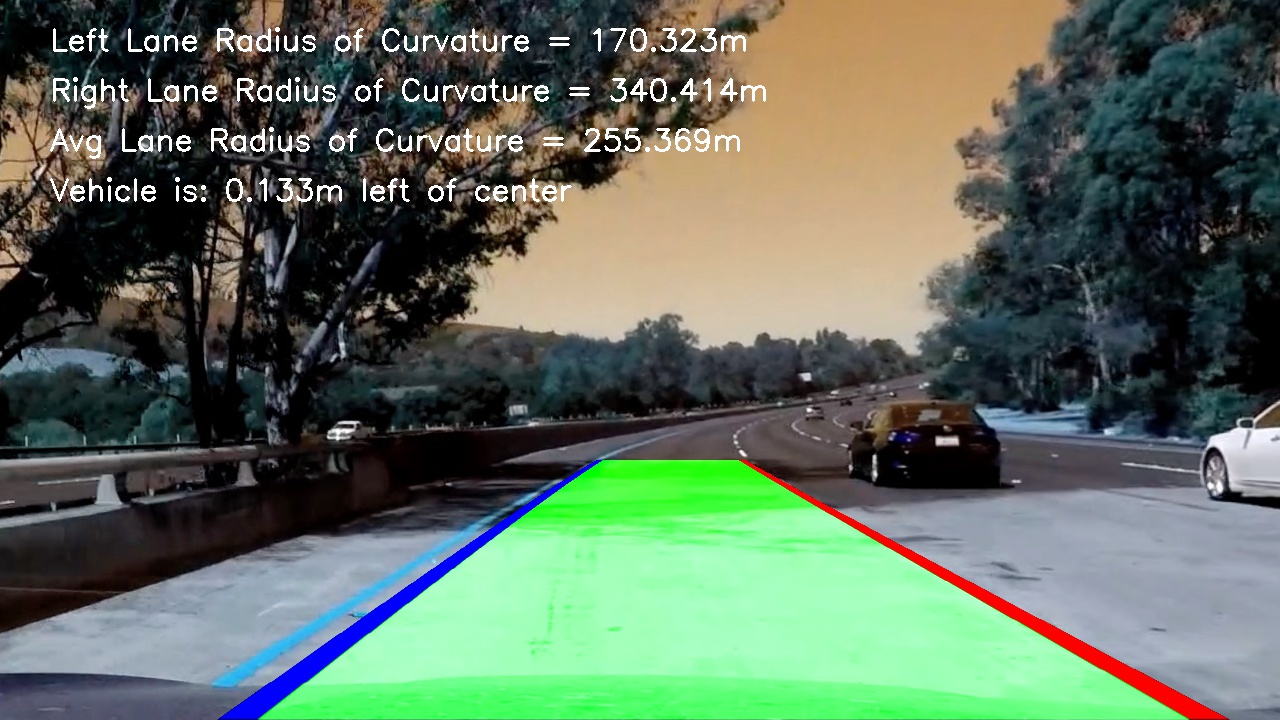 Left Lane Radius of Curvature = 170.323m
Right Lane Radius of Curvature = 340.414m
Avg Lane Radius of Curvature = 255.369m
Vehicle is: 0.133m left of center